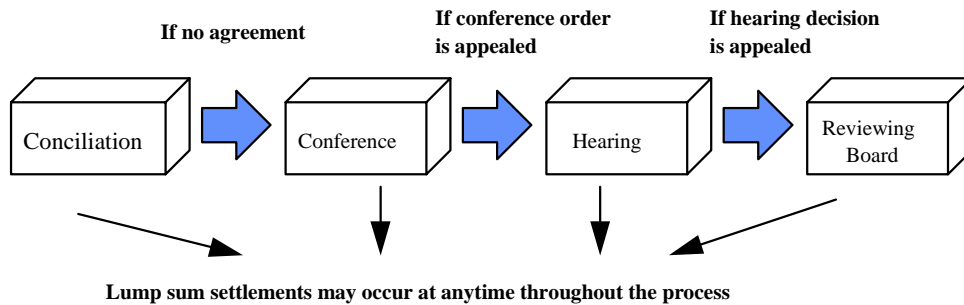 If no agreement
If conference order
is appealed
If hearing decision
is appealed
Conciliation
Conference
Hearing
Reviewing
Board
Lump sum settlements may occur at anytime throughout the process